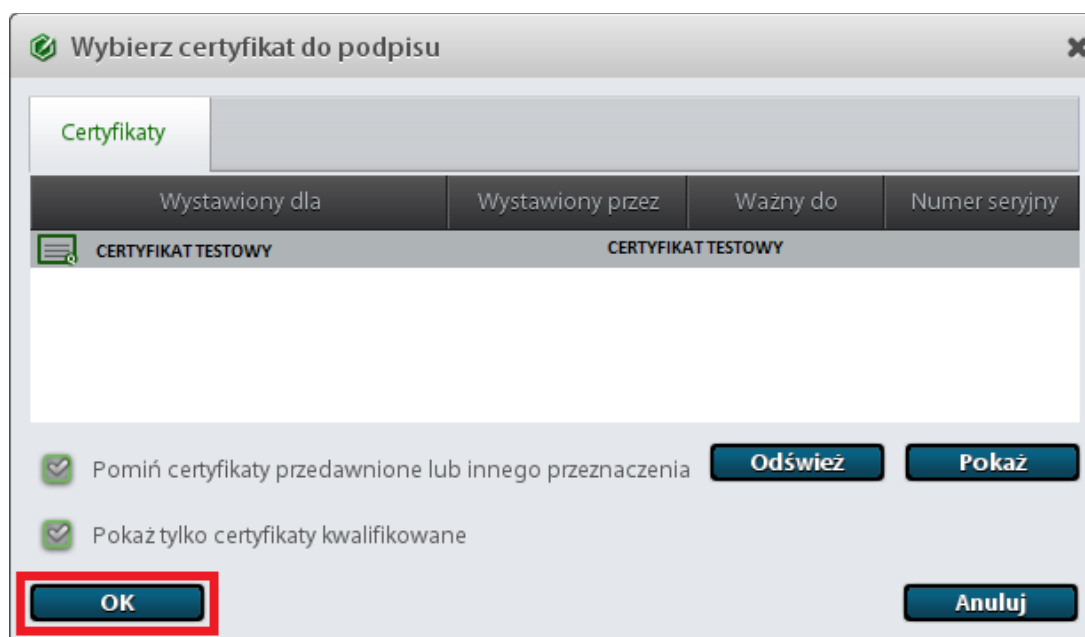 Wybierz certyfikat do podpisu
Certyfikaty
Wystawiony dla Wystawiony przez Ważny do Numer seryjny
CERTYFIKAT TESTOWY CERTYFIKAT TESTOWY
Pomiń certyfikaty przedawnione lub innego przeznaczenia Odśwież Pokaż
Pokaż tylko certyfikaty kwalifikowane
OK Anuluj